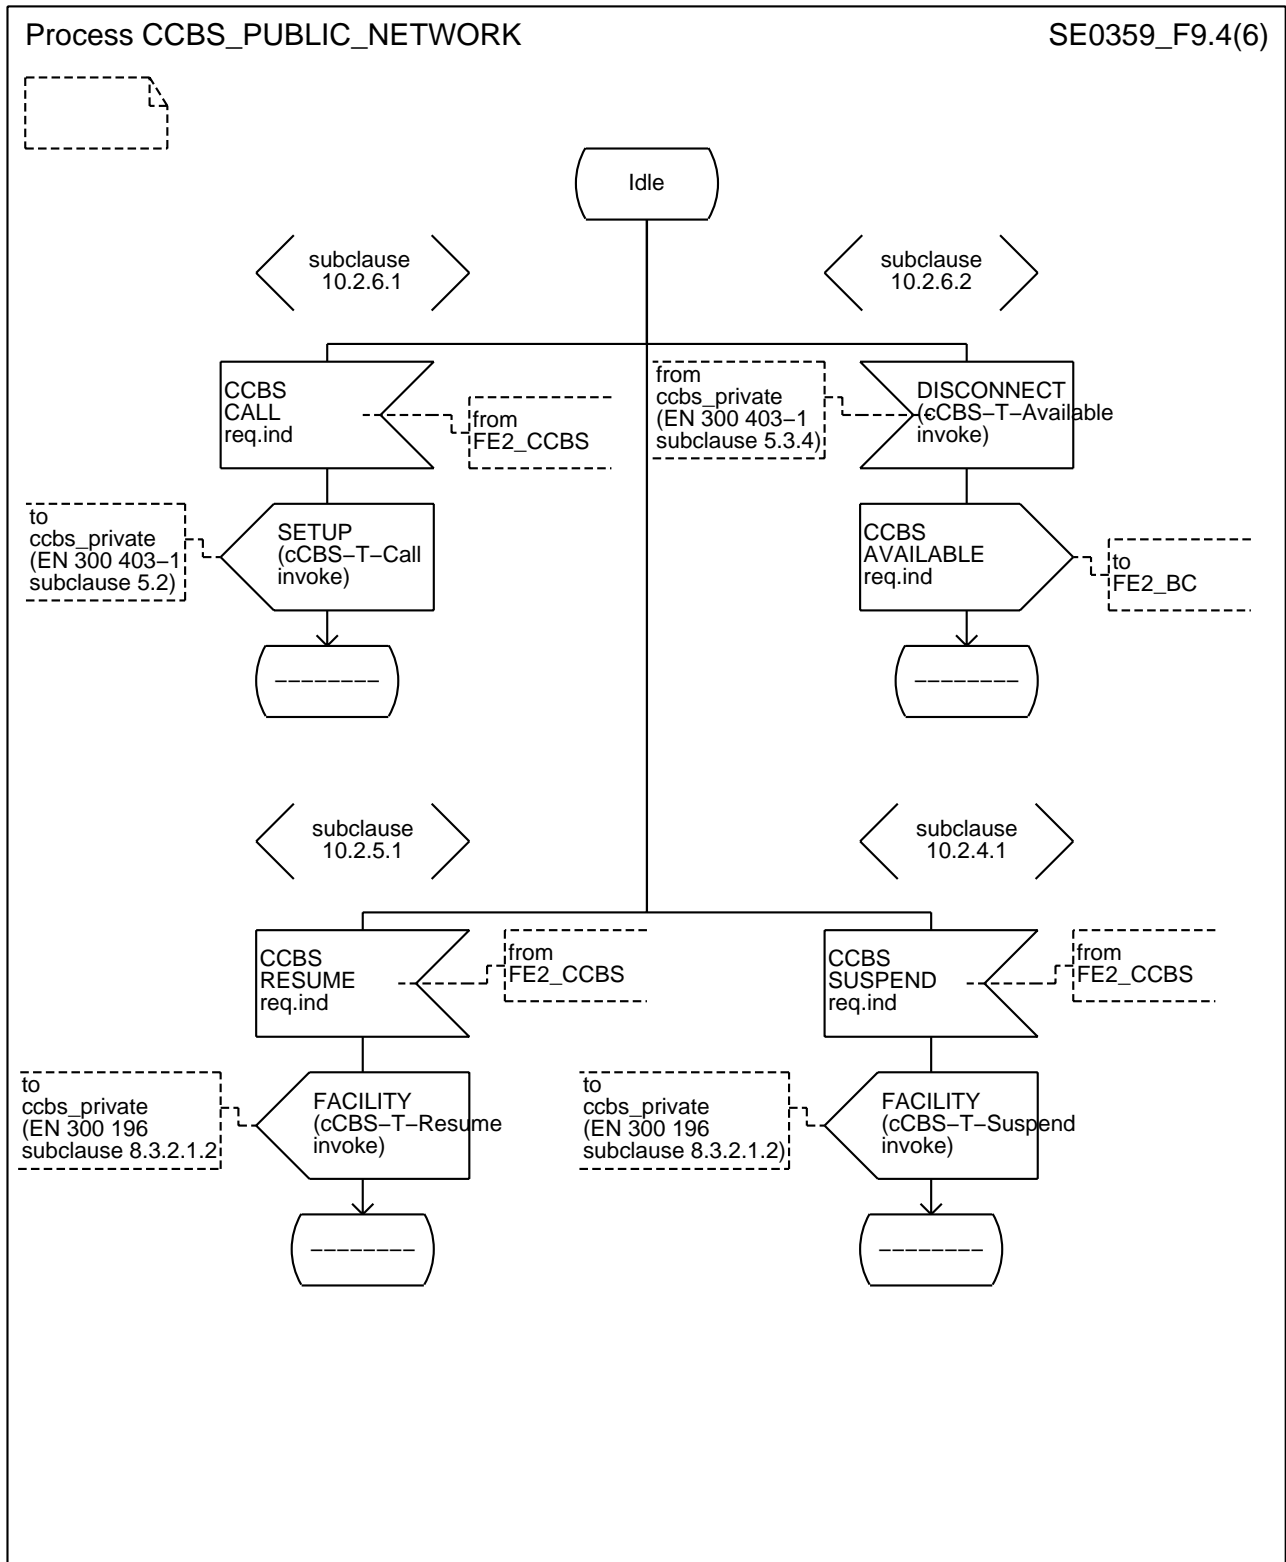 Process CCBS_PUBLIC_NETWORK
SE0359_F9.4(6)
Idle
subclause
10.2.6.1
subclause
10.2.6.2
CCBS
CALL
req.ind
from
FE2_CCBS
from
ccbs_private
(EN 300 403−1
subclause 5.3.4)
DISCONNECT
(cCBS−T−Available
invoke)
to
ccbs_private
(EN 300 403−1
subclause 5.2)
SETUP
(cCBS−T−Call
invoke)
CCBS
AVAILABLE
req.ind
to
FE2_BC
−−−−−−−−
−−−−−−−−
subclause
10.2.5.1
subclause
10.2.4.1
CCBS
RESUME
req.ind
from
FE2_CCBS
CCBS
SUSPEND
req.ind
from
FE2_CCBS
to
ccbs_private
(EN 300 196
subclause 8.3.2.1.2
FACILITY
(cCBS−T−Resume
invoke)
to
ccbs_private
(EN 300 196
subclause 8.3.2.1.2)
FACILITY
(cCBS−T−Suspend
invoke)
−−−−−−−−
−−−−−−−−